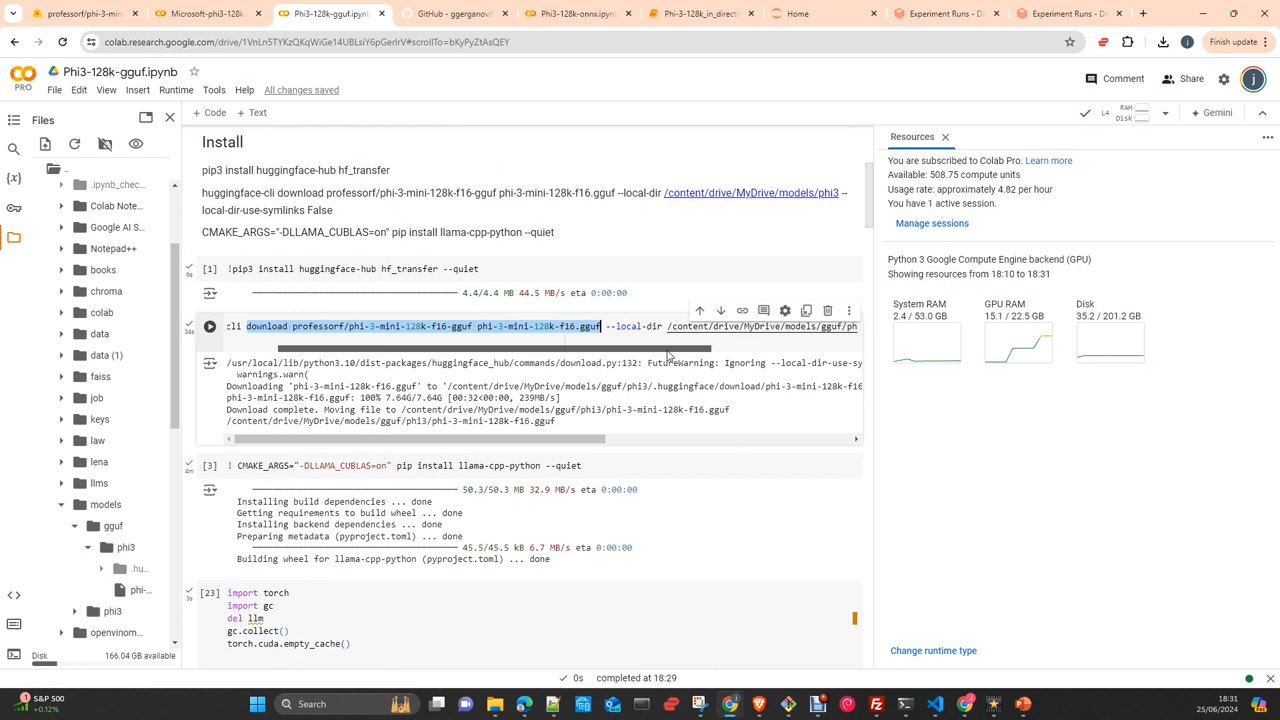 professorf/phi-3-mini-
Microsoft-phi3-128k.
Phi3-128k-gguf.ipynb
GitHub - ggerganov/l
Phi3-128k-onnx.ipynb
Phi3-128k_in_directo
Home
Experiment Runs - D
Experiment Runs - D
colab.research.google.com/drive/1VnLn5TYKzQKqWiGe14UBLsiY6pGerIrV#scrollTo=bKyPyZtAsQEY
Finish update
PRO
Phi3-128k-gguf.ipynb
File Edit View Insert Runtime Tools Help All changes saved
Comment
Share
j
Files
+ Code + Text
L4
RAM
Disk
Gemini
..
.ipynb_chec...
Colab Note...
Google AI S...
Notepad++
books
chroma
colab
data
data (1)
faiss
job
keys
law
lena
llms
models
gguf
phi3
.hu...
phi-...
phi3
openvinom...
Disk 166.04 GB available
Install
pip3 install huggingface-hub hf_transfer
huggingface-cli download professorf/phi-3-mini-128k-f16-gguf phi-3-mini-128k-f16.gguf --local-dir /content/drive/MyDrive/models/phi3 --
local-dir-use-symlinks False
CMAKE_ARGS="-DLLAMA_CUBLAS=on" pip install llama-cpp-python --quiet
[1] !pip3 install huggingface-hub hf_transfer --quiet
6s
4.4/4.4 MB 44.5 MB/s eta 0:00:00
cli download professorf/phi-3-mini-128k-f16-gguf phi-3-mini-128k-f16.gguf --local-dir /content/drive/MyDrive/models/gguf/ph
34s
/usr/local/lib/python3.10/dist-packages/huggingface_hub/commands/download.py:132: FutureWarning: Ignoring --local-dir-use-sy
warnings.warn(
Downloading 'phi-3-mini-128k-f16.gguf' to '/content/drive/MyDrive/models/gguf/phi3/.huggingface/download/phi-3-mini-128k-f16
phi-3-mini-128k-f16.gguf: 100% 7.64G/7.64G [00:32<00:00, 239MB/s]
Download complete. Moving file to /content/drive/MyDrive/models/gguf/phi3/phi-3-mini-128k-f16.gguf
/content/drive/MyDrive/models/gguf/phi3/phi-3-mini-128k-f16.gguf
[3] ! CMAKE_ARGS="-DLLAMA_CUBLAS=on" pip install llama-cpp-python --quiet
4m
50.3/50.3 MB 32.9 MB/s eta 0:00:00
Installing build dependencies ... done
Getting requirements to build wheel ... done
Installing backend dependencies ... done
Preparing metadata (pyproject.toml) ... done
45.5/45.5 kB 6.7 MB/s eta 0:00:00
Building wheel for llama-cpp-python (pyproject.toml) ... done
[23] import torch
3s
import gc
del llm
gc.collect()
torch.cuda.empty_cache()
Resources
You are subscribed to Colab Pro. Learn more
Available: 508.75 compute units
Usage rate: approximately 4.82 per hour
You have 1 active session.
Manage sessions
Python 3 Google Compute Engine backend (GPU)
Showing resources from 18:10 to 18:31
System RAM
2.4 / 53.0 GB
GPU RAM
15.1 / 22.5 GB
Disk
35.2 / 201.2 GB
Change runtime type
0s completed at 18:29
S&P 500
+0.12%
Search
18:31
25/06/2024